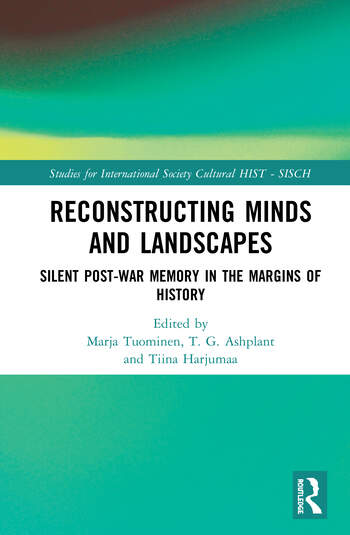 Studies for International Society Cultural HIST - SISCH
RECONSTRUCTING MINDS
AND LANDSCAPES
SILENT POST-WAR MEMORY IN THE MARGINS OF
HISTORY
Edited by
Marja Tuominen, T. G. Ashplant
and Tiina Harjumaa
ROUTLEDGE